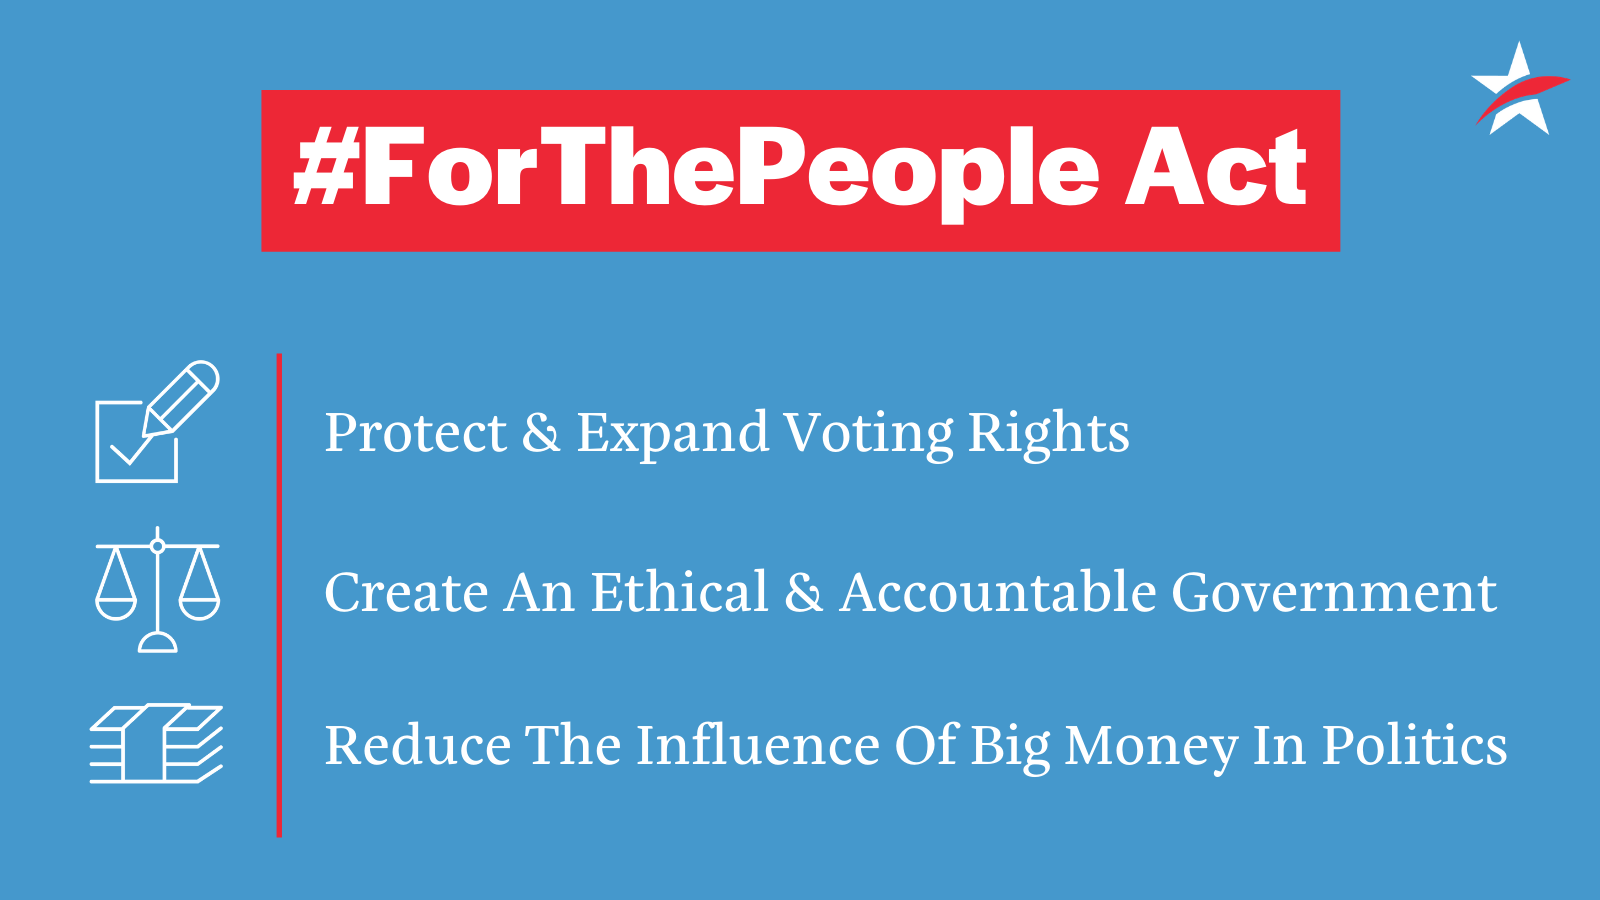 #ForThePeople Act
Protect & Expand Voting Rights
Create An Ethical & Accountable Government
Reduce The Influence Of Big Money In Politics